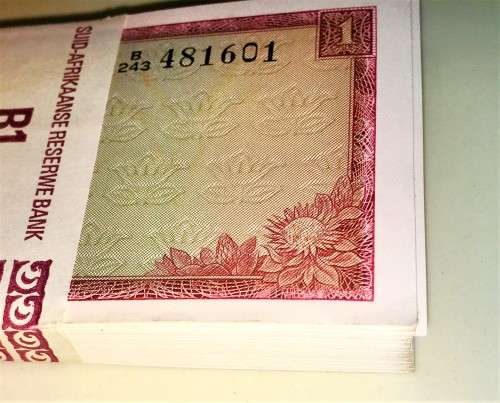 B
243 481601
1
SUID-AFRIKAANSE RESERWE BANK
R1